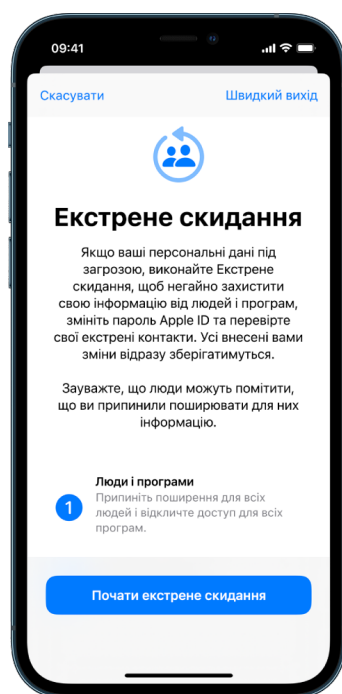 09:41
Скасувати
Швидкий вихід
Екстрене скидання
Якщо ваші персональні дані під
загрозою, виконайте Екстрене
скидання, щоб негайно захистити
свою інформацію від людей і програм,
змініть пароль Apple ID та перевірте
свої екстрені контакти. Усі внесені вами
зміни відразу зберігатимуться.
Зауважте, що люди можуть помітити,
що ви припинили поширювати для них
інформацію.
1
Люди і програми
Припиніть поширення для всіх
людей і відкличте доступ для всіх
програм.
Почати екстрене скидання